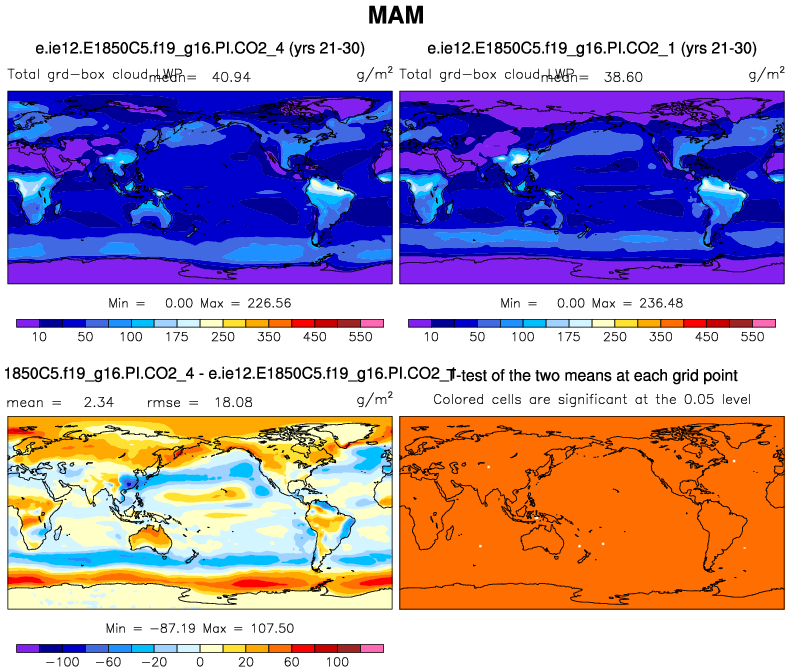 MAM
e.ie12.E1850C5.f19_g16.PI.CO2_4 (yrs 21-30)
e.ie12.E1850C5.f19_g16.PI.CO2_1 (yrs 21-30)
Total grd-box cloud LWP mean= 40.94 g/m2
Total grd-box cloud LWP mean= 38.60 g/m2
Min = 0.00 Max = 226.56
Min = 0.00 Max = 236.48
10 50 100 175 250 350 450 550
10 50 100 175 250 350 450 550
1850C5.f19_g16.PI.CO2_4 - e.ie12.E1850C5.f19_g16.PI.CO2_1
T-test of the two means at each grid point
mean = 2.34 rmse = 18.08 g/m2
Colored cells are significant at the 0.05 level
Min = -87.19 Max = 107.50
-100 -60 -20 0 20 60 100